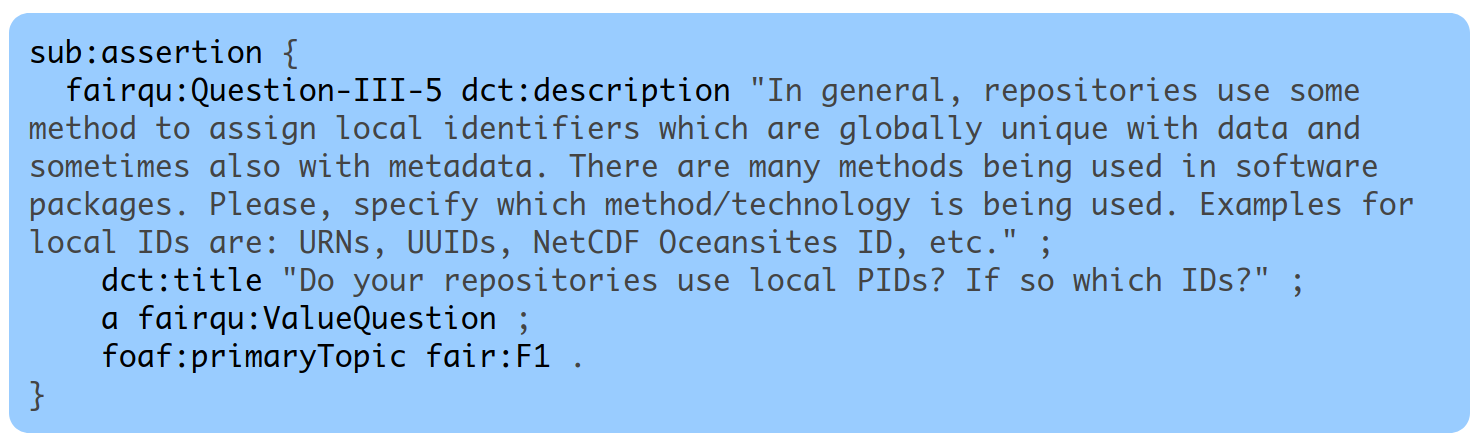 sub:assertion {
fairqu:Question-III-5 dct:description "In general, repositories use some
method to assign local identifiers which are globally unique with data and
sometimes also with metadata. There are many methods being used in software
packages. Please, specify which method/technology is being used. Examples for
local IDs are: URNs, UUIDs, NetCDF Oceansites ID, etc." ;
dct:title "Do your repositories use local PIDs? If so which IDs?" ;
a fairqu:ValueQuestion ;
foaf:primaryTopic fair:F1 .
}